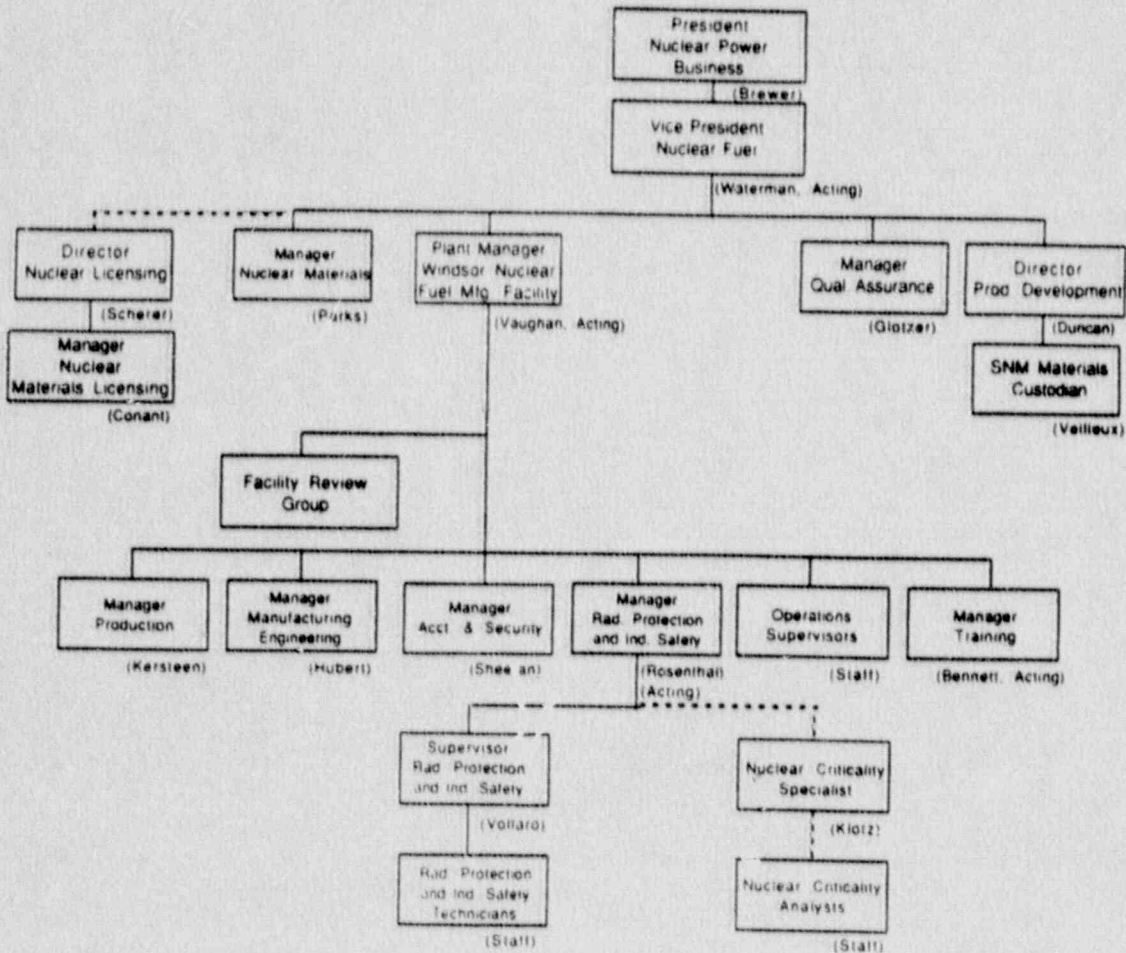 President
Nuclear Power
Business
(Brewer)
Vice President
Nuclear Fuel
(Waterman, Acting)
Director
Nuclear Licensing
(Scherer)
Manager
Nuclear Materials
(Parks)
Plant Manager
Windsor Nuclear
Fuel Mfg. Facility
(Vaughan, Acting)
Manager
Qual Assurance
(Glotzer)
Director
Prod Development
(Duncan)
Manager
Nuclear
Materials Licensing
(Conant)
SNM Materials
Custodian
(Veilleux)
Facility Review
Group
Manager
Production
(Kersteen)
Manager
Manufacturing
Engineering
(Hubert)
Manager
Acct. & Security
(Shee an)
Manager
Rad. Protection
and Ind. Safety
(Rosenthal)
(Acting)
Operations
Supervisors
(Staff)
Manager
Training
(Bennett, Acting)
Supervisor
Rad Protection
and Ind. Safety
(Vollaro)
Nuclear Criticality
Specialist
(Klotz)
Rad Protection
and Ind Safety
Technicians
(Staff)
Nuclear Criticality
Analysts
(Staff)